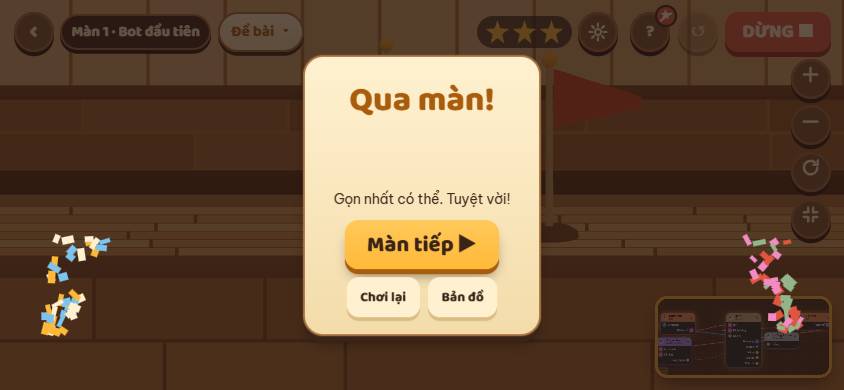 Màn 1 • Bot đầu tiên
Đề bài
?
DỪNG
Qua màn!
Gọn nhất có thể. Tuyệt vời!
Màn tiếp
Chơi lại
Bản đồ